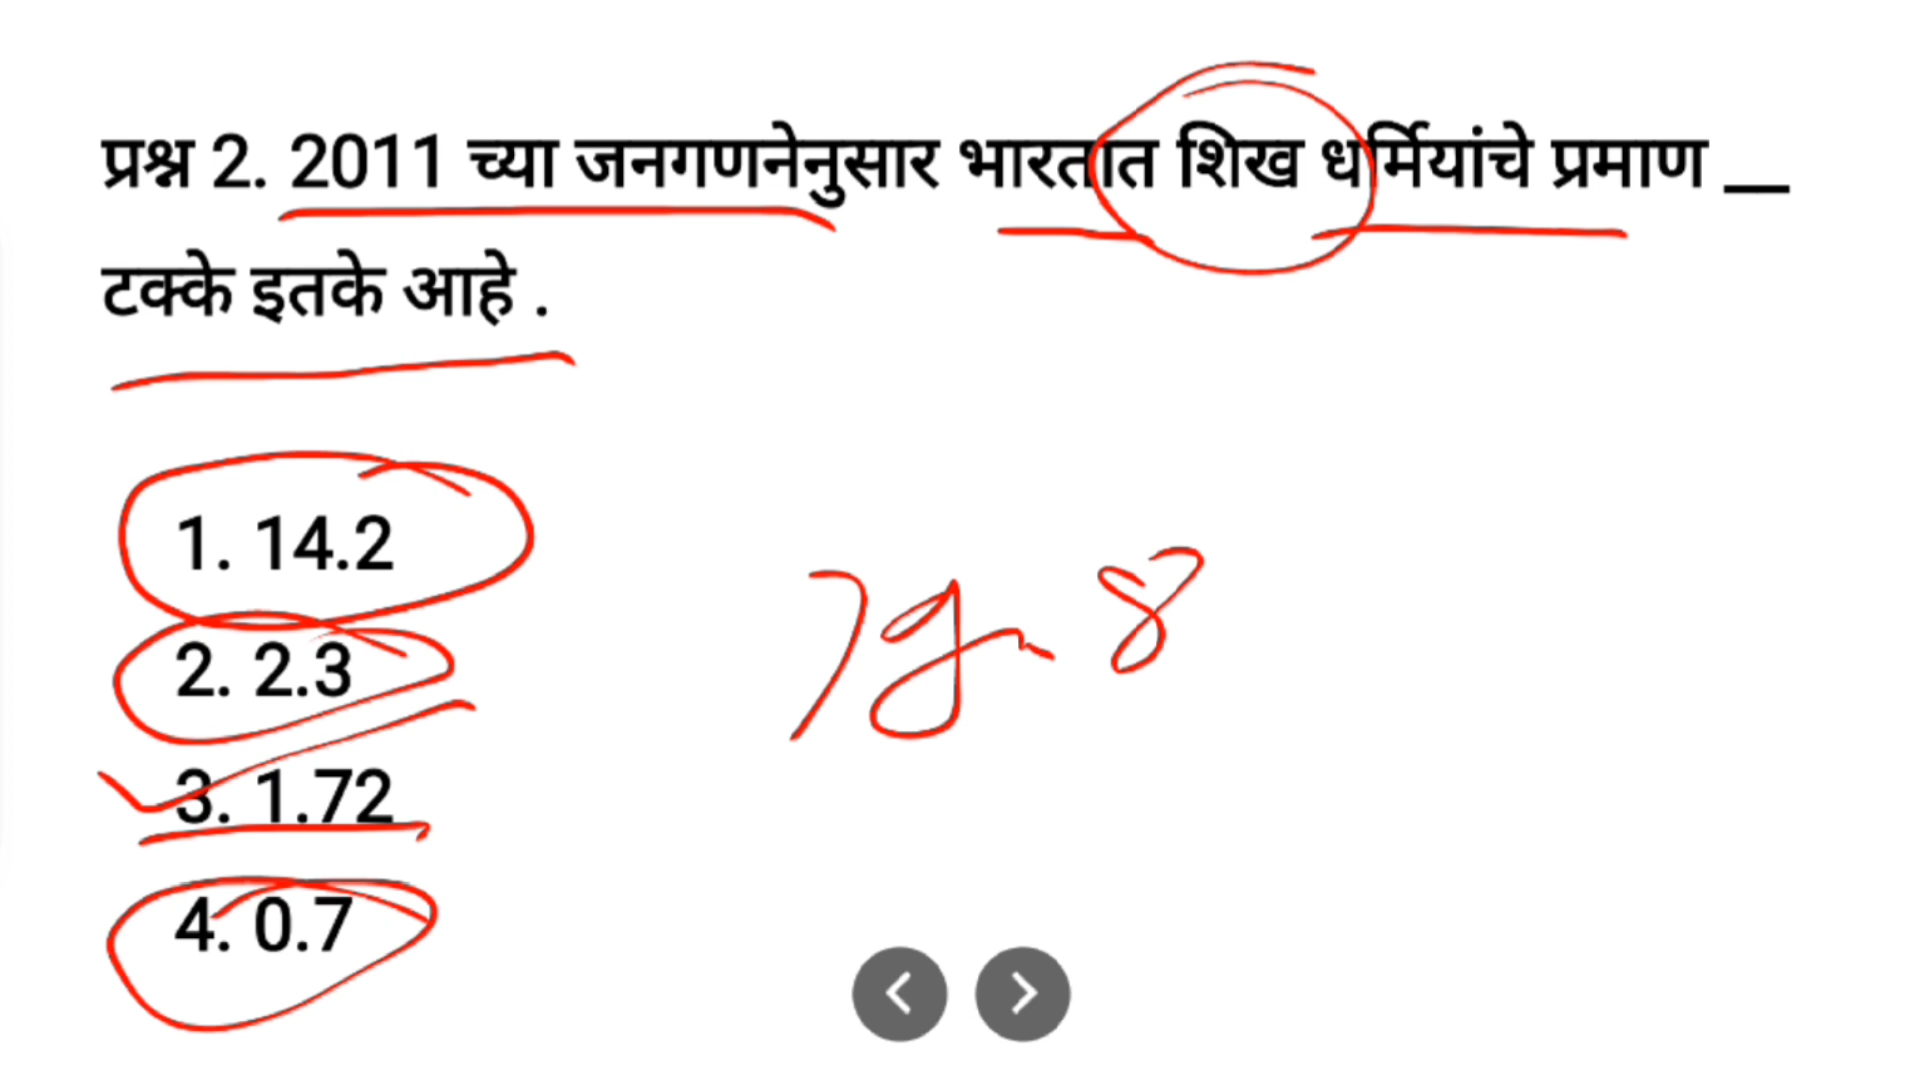 प्रश्न 2. 2011 च्या जनगणनेनुसार भारतात शिख धर्मियांचे प्रमाण __
टक्के इतके आहे .
1. 14.2
2. 2.3
3. 1.72
4. 0.7